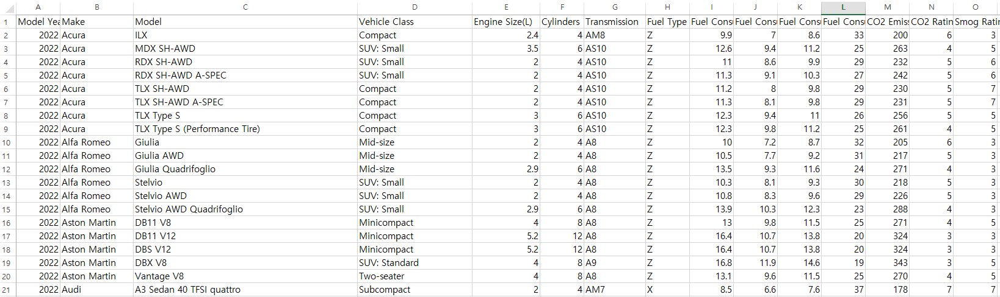 A B C D E F G H I J K L M N O
1 Model Yea Make Model Vehicle Class Engine Size(L) Cylinders Transmission Fuel Type Fuel Cons Fuel Cons Fuel Cons Fuel Cons CO2 Emiss CO2 Ratin Smog Ratin
2 2022 Acura ILX Compact 2.4 4 AM8 Z 9.9 7 8.6 33 200 6 3
3 2022 Acura MDX SH-AWD SUV: Small 3.5 6 AS10 Z 12.6 9.4 11.2 25 263 4 5
4 2022 Acura RDX SH-AWD SUV: Small 2 4 AS10 Z 11 8.6 9.9 29 232 5 6
5 2022 Acura RDX SH-AWD A-SPEC SUV: Small 2 4 AS10 Z 11.3 9.1 10.3 27 242 5 6
6 2022 Acura TLX SH-AWD Compact 2 4 AS10 Z 11.2 8 9.8 29 230 5 7
7 2022 Acura TLX SH-AWD A-SPEC Compact 2 4 AS10 Z 11.3 8.1 9.8 29 231 5 7
8 2022 Acura TLX Type S Compact 3 6 AS10 Z 12.3 9.4 11 26 256 5 5
9 2022 Acura TLX Type S (Performance Tire) Compact 3 6 AS10 Z 12.3 9.8 11.2 25 261 4 5
10 2022 Alfa Romeo Giulia Mid-size 2 4 A8 Z 10 7.2 8.7 32 205 6 3
11 2022 Alfa Romeo Giulia AWD Mid-size 2 4 A8 Z 10.5 7.7 9.2 31 217 5 3
12 2022 Alfa Romeo Giulia Quadrifoglio Mid-size 2.9 6 A8 Z 13.5 9.3 11.6 24 271 4 3
13 2022 Alfa Romeo Stelvio SUV: Small 2 4 A8 Z 10.3 8.1 9.3 30 218 5 3
14 2022 Alfa Romeo Stelvio AWD SUV: Small 2 4 A8 Z 10.8 8.3 9.6 29 226 5 3
15 2022 Alfa Romeo Stelvio AWD Quadrifoglio SUV: Small 2.9 6 A8 Z 13.9 10.3 12.3 23 288 4 3
16 2022 Aston Martin DB11 V8 Minicompact 4 8 A8 Z 13 9.8 11.5 25 271 4 5
17 2022 Aston Martin DB11 V12 Minicompact 5.2 12 A8 Z 16.4 10.7 13.8 20 324 3 3
18 2022 Aston Martin DBS V12 Minicompact 5.2 12 A8 Z 16.4 10.7 13.8 20 324 3 3
19 2022 Aston Martin DBX V8 SUV: Standard 4 8 A9 Z 16.8 11.9 14.6 19 343 3 5
20 2022 Aston Martin Vantage V8 Two-seater 4 8 A8 Z 13.1 9.6 11.5 25 270 4 5
21 2022 Audi A3 Sedan 40 TFSI quattro Subcompact 2 4 AM7 X 8.5 6.6 7.6 37 178 7 7